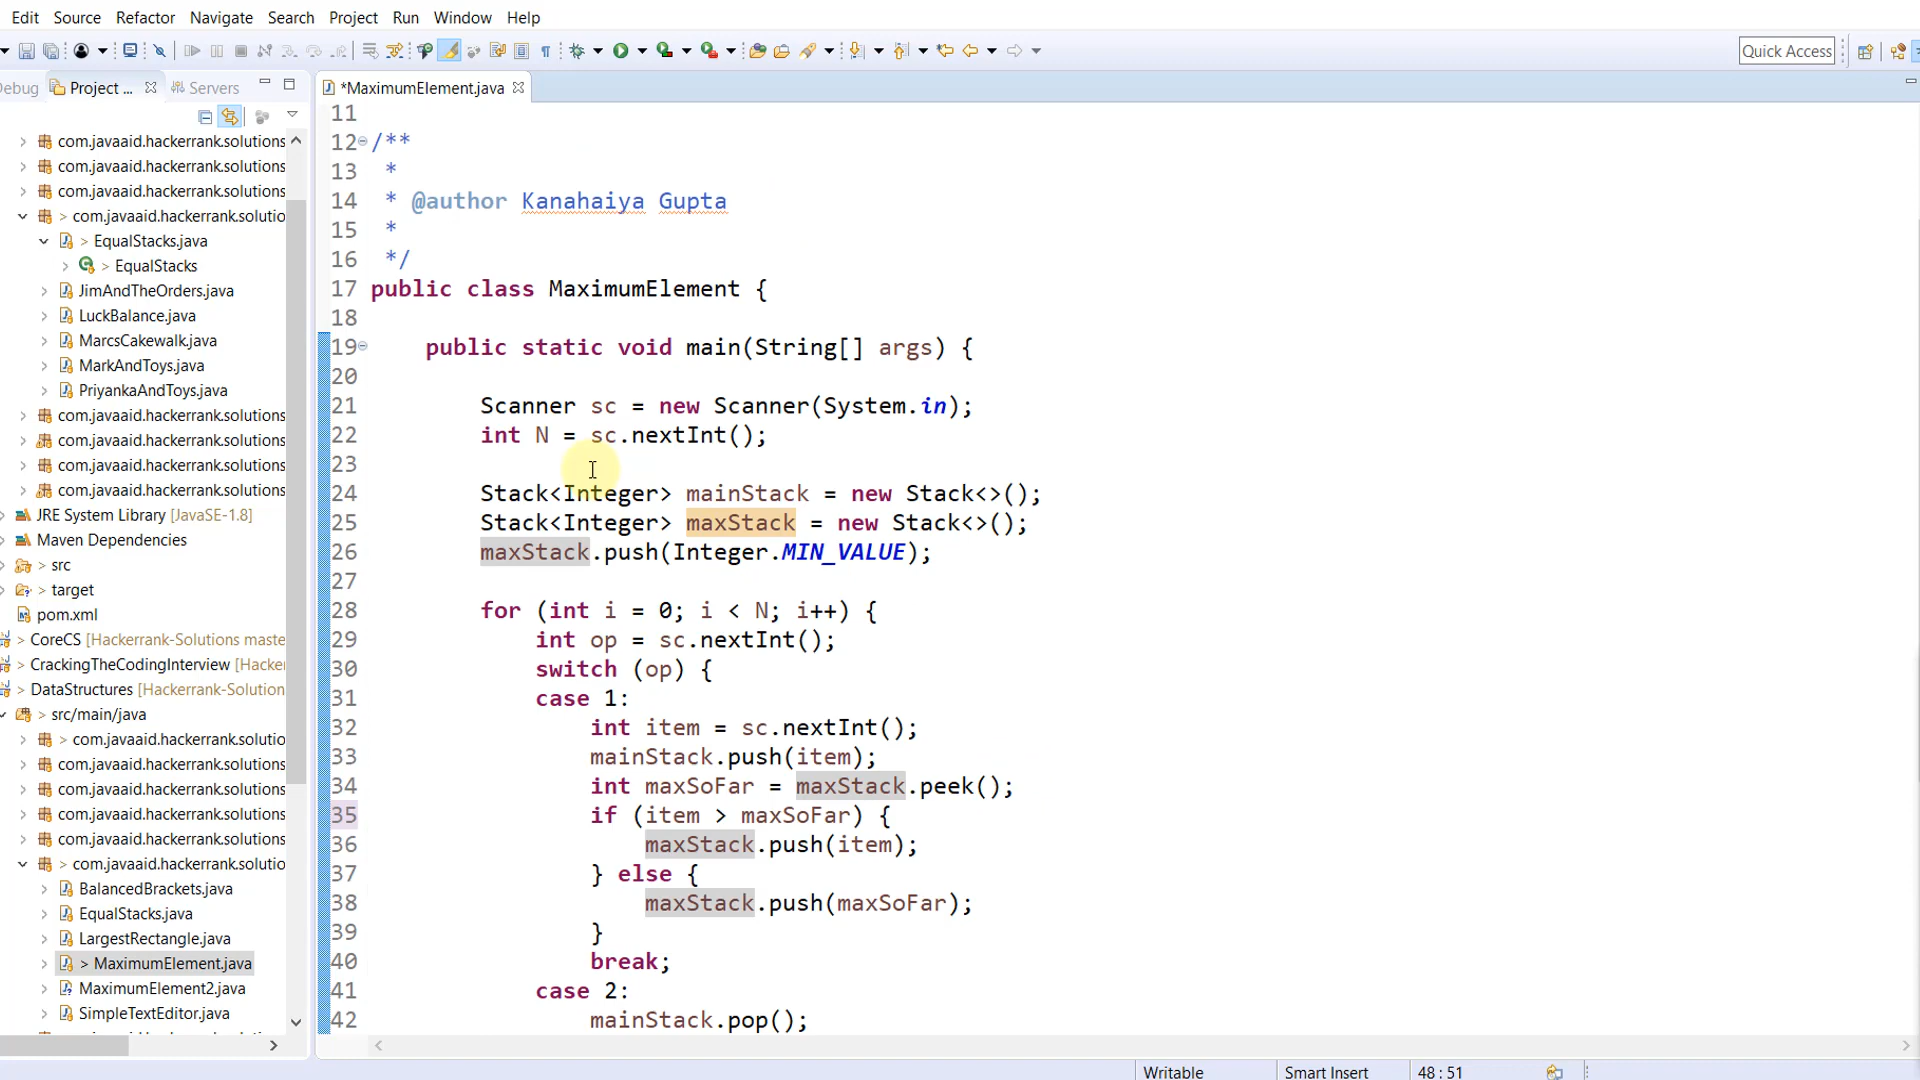 Edit Source Refactor Navigate Search Project Run Window Help
Quick Access
Debug Project ... Servers
*MaximumElement.java
com.javaaid.hackerrank.solutions
com.javaaid.hackerrank.solutions
com.javaaid.hackerrank.solutions
> com.javaaid.hackerrank.solutio
> EqualStacks.java
> EqualStacks
JimAndTheOrders.java
LuckBalance.java
MarcsCakewalk.java
MarkAndToys.java
PriyankaAndToys.java
com.javaaid.hackerrank.solutions
com.javaaid.hackerrank.solutions
com.javaaid.hackerrank.solutions
com.javaaid.hackerrank.solutions
JRE System Library [JavaSE-1.8]
Maven Dependencies
> src
> target
pom.xml
> CoreCS [Hackerrank-Solutions maste
> CrackingTheCodingInterview [Hacker
> DataStructures [Hackerrank-Solution
> src/main/java
> com.javaaid.hackerrank.solutio
com.javaaid.hackerrank.solutions
com.javaaid.hackerrank.solutions
com.javaaid.hackerrank.solutions
com.javaaid.hackerrank.solutions
> com.javaaid.hackerrank.solutio
BalancedBrackets.java
EqualStacks.java
LargestRectangle.java
> MaximumElement.java
MaximumElement2.java
SimpleTextEditor.java
11
12 /**
13 *
14 * @author Kanahaiya Gupta
15 *
16 */
17 public class MaximumElement {
18
19 public static void main(String[] args) {
20
21 Scanner sc = new Scanner(System.in);
22 int N = sc.nextInt();
23
24 Stack<Integer> mainStack = new Stack<>();
25 Stack<Integer> maxStack = new Stack<>();
26 maxStack.push(Integer.MIN_VALUE);
27
28 for (int i = 0; i < N; i++) {
29 int op = sc.nextInt();
30 switch (op) {
31 case 1:
32 int item = sc.nextInt();
33 mainStack.push(item);
34 int maxSoFar = maxStack.peek();
35 if (item > maxSoFar) {
36 maxStack.push(item);
37 } else {
38 maxStack.push(maxSoFar);
39 }
40 break;
41 case 2:
42 mainStack.pop();
Writable Smart Insert 48 : 51